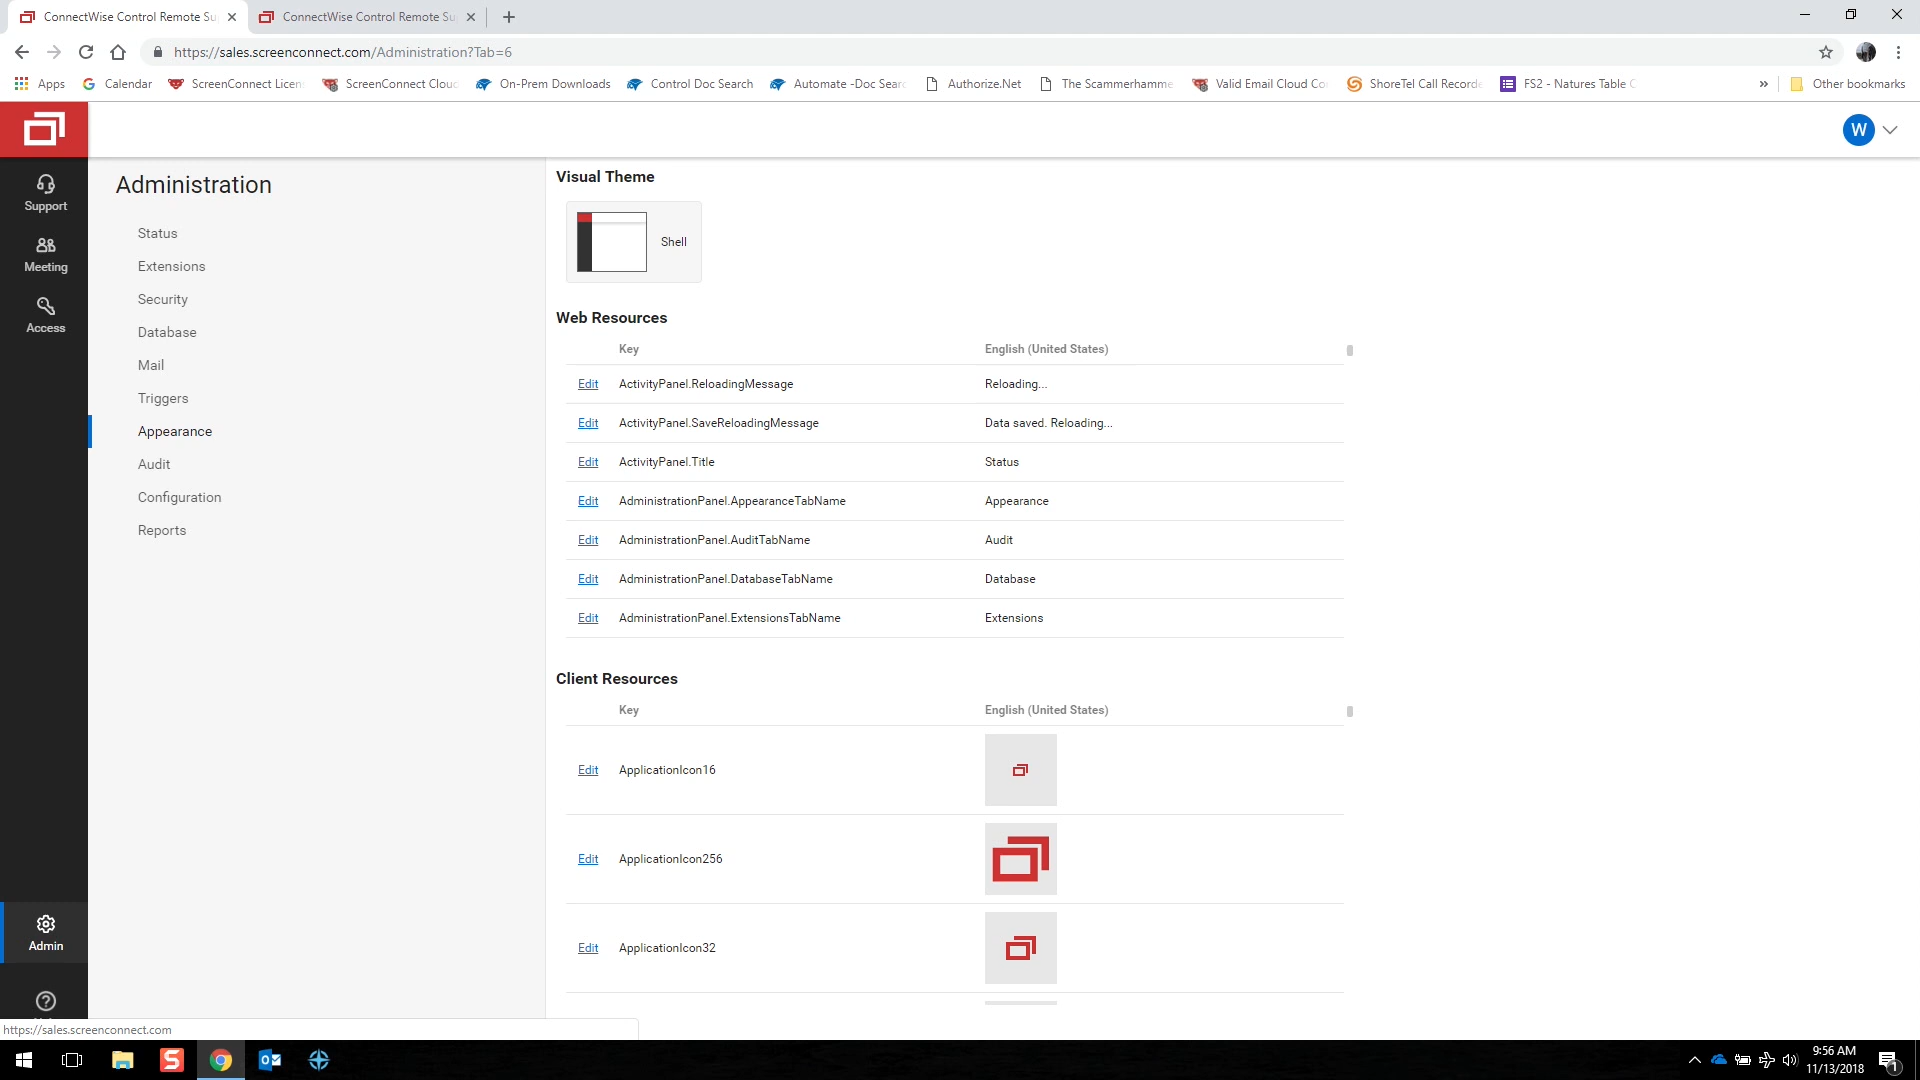 ConnectWise Control Remote Su
ConnectWise Control Remote Su
https://sales.screenconnect.com/Administration?Tab=6
Apps
Calendar
ScreenConnect Licen
ScreenConnect Clou
On-Prem Downloads
Control Doc Search
Automate -Doc Sear
Authorize.Net
The Scammerhamme
Valid Email Cloud Co
ShoreTel Call Record
FS2 - Natures Table C
»
Other bookmarks
W
Support
Meeting
Access
Admin
Administration
Status
Extensions
Security
Database
Mail
Triggers
Appearance
Audit
Configuration
Reports
Visual Theme
Shell
Web Resources
Key English (United States)
Edit ActivityPanel.ReloadingMessage Reloading...
Edit ActivityPanel.SaveReloadingMessage Data saved. Reloading...
Edit ActivityPanel.Title Status
Edit AdministrationPanel.AppearanceTabName Appearance
Edit AdministrationPanel.AuditTabName Audit
Edit AdministrationPanel.DatabaseTabName Database
Edit AdministrationPanel.ExtensionsTabName Extensions
Client Resources
Key English (United States)
Edit ApplicationIcon16
Edit ApplicationIcon256
Edit ApplicationIcon32
https://sales.screenconnect.com
9:56 AM
11/13/2018
1